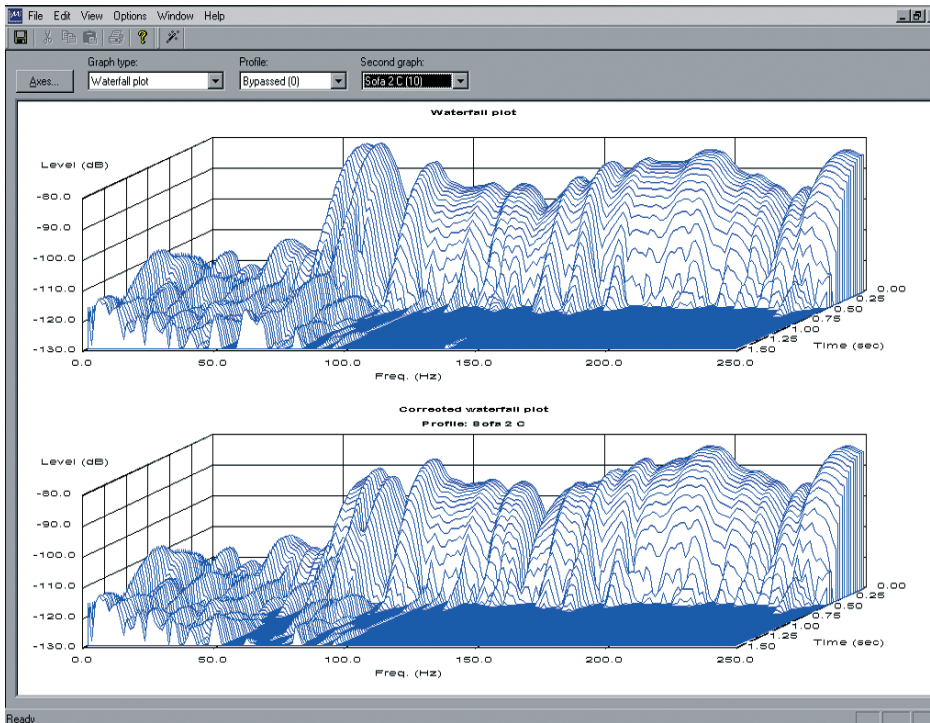 File Edit View Options Window Help
Graph type: Profile: Second graph:
Axes... Waterfall plot Bypassed (0) Sofa 2 C (10)
Waterfall plot
Level (dB)
-80.0
-90.0
-100.0
-110.0
-120.0
-130.0
0.0 50.0 100.0 150.0 200.0 250.0
Freq. (Hz)
0.00
0.25
0.50
0.75
1.00
1.25
1.50
Time (sec)
Corrected waterfall plot
Profile: Sofa 2 C
Level (dB)
-80.0
-90.0
-100.0
-110.0
-120.0
-130.0
0.0 50.0 100.0 150.0 200.0 250.0
Freq. (Hz)
0.00
0.25
0.50
0.75
1.00
1.25
1.50
Time (sec)
Ready